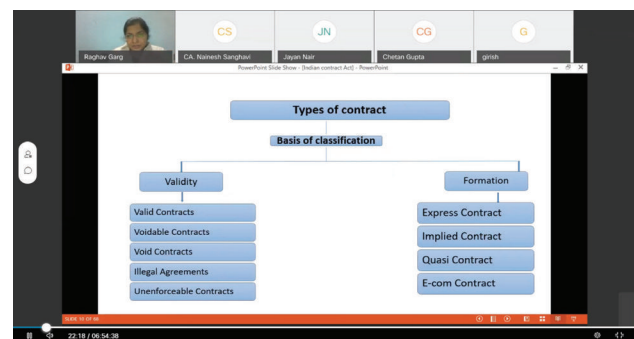 CS
JN
CG
G
Raghav Garg
CA. Nainesh Sanghavi
Jayan Nair
Chetan Gupta
girish
PowerPoint Slide Show - [Indian contract Act] - PowerPoint
Types of contract
Basis of classification
Validity
Formation
Valid Contracts
Voidable Contracts
Void Contracts
Illegal Agreements
Unenforceable Contracts
Express Contract
Implied Contract
Quasi Contract
E-com Contract
22:18 / 06:54:38